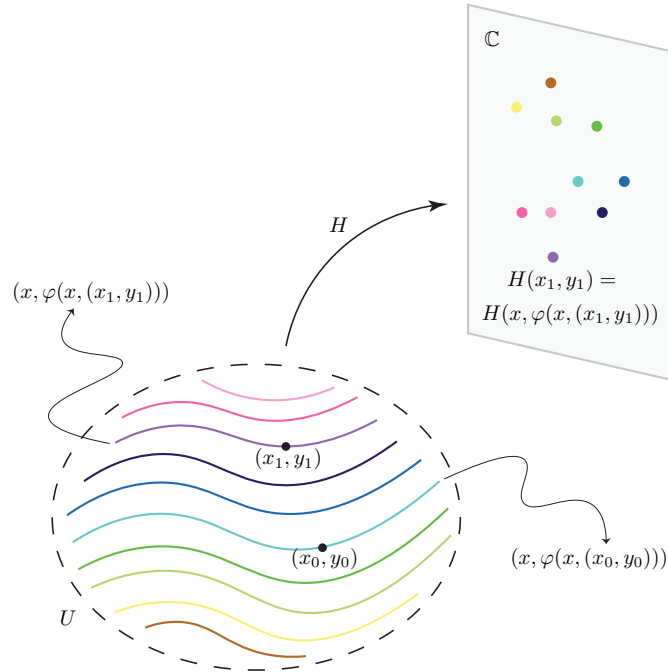 ℂ
H
(x, φ(x, (x₁, y₁)))
H(x₁, y₁) =
H(x, φ(x, (x₁, y₁)))
(x₁, y₁)
(x₀, y₀)
(x, φ(x, (x₀, y₀)))
U